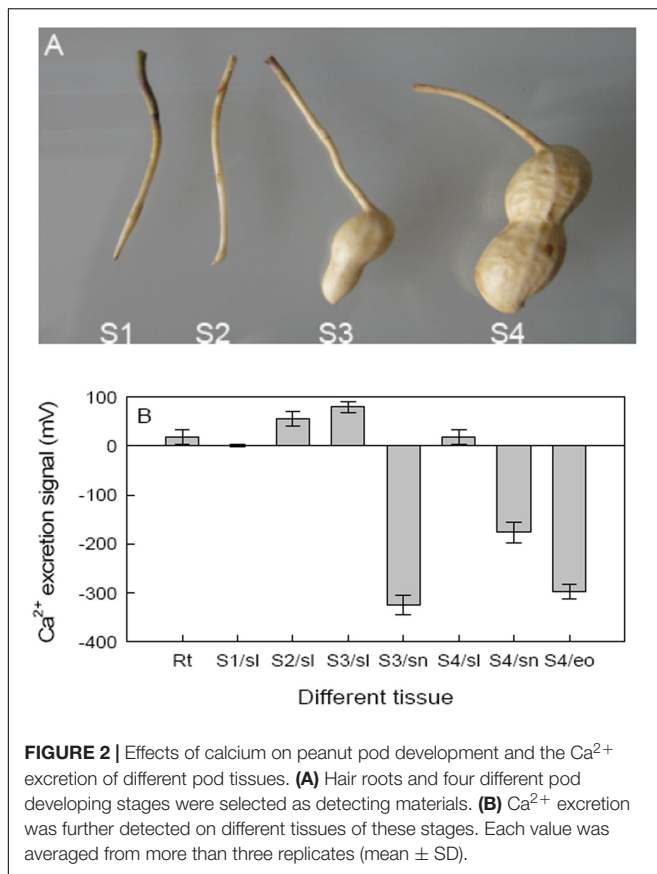 A
S1 S2 S3 S4
B
Ca²⁺ excretion signal (mV)
100
0
-100
-200
-300
-400
Rt S1/sl S2/sl S3/sl S3/sn S4/sl S4/sn S4/eo
Different tissue
FIGURE 2 | Effects of calcium on peanut pod development and the Ca²⁺
excretion of different pod tissues. (A) Hair roots and four different pod
developing stages were selected as detecting materials. (B) Ca²⁺ excretion
was further detected on different tissues of these stages. Each value was
averaged from more than three replicates (mean ± SD).